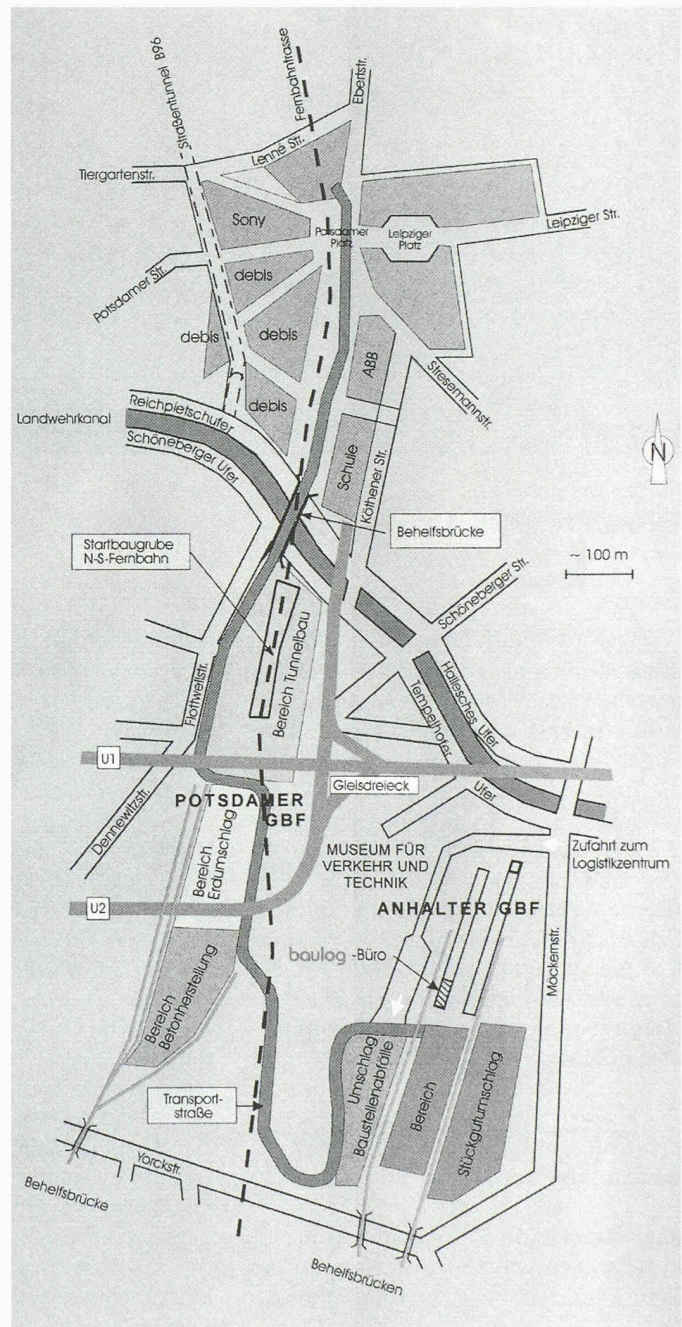 Straßentunnel B96
Fernbahntrasse
Ebertstr.
Lenné Str.
Tiergartenstr.
Sony
Potsdamer
Platz
Leipziger
Platz
Leipziger Str.
Potsdamer Str.
debis
debis
debis
debis
ABB
Stresemannstr.
Landwehrkanal
Reichpietschufer
Schöneberger Ufer
Schule
Köthener Str.
N
Behelfsbrücke
Startbaugrube
N-S-Fernbahn
~ 100 m
Schöneberger Str.
Bereich Tunnelbau
Flottwellstr.
Hallesches Ufer
Tempelhofer
Ufer
U1
Gleisdreieck
POTSDAMER
GBF
Dennewitzstr.
Bereich
Erdumschlag
MUSEUM FÜR
VERKEHR UND
TECHNIK
Zufahrt zum
Logistikzentrum
U2
ANHALTER GBF
baulog -Büro
Möckernstr.
Bereich
Betonherstellung
Umschlag
Baustellenabfälle
Bereich
Stückgutumschlag
Transport-
straße
Yorckstr.
Behelfsbrücke
Behelfsbrücken